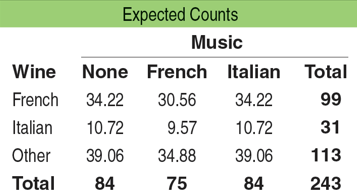 Expected Counts
Music
Wine None French Italian Total
French 34.22 30.56 34.22 99
Italian 10.72 9.57 10.72 31
Other 39.06 34.88 39.06 113
Total 84 75 84 243